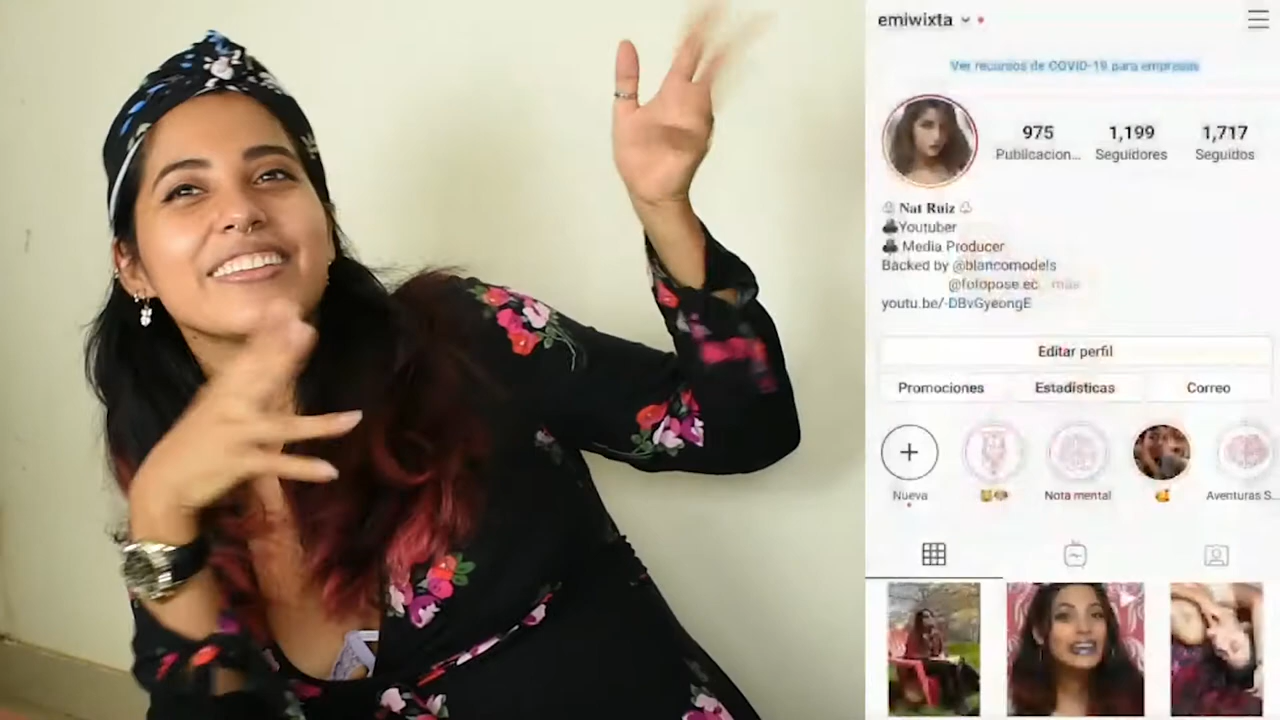 emiwixta
Ver recursos de COVID-19 para empresas
975
1,199
1,717
Publicacion...
Seguidores
Seguidos
Nat Ruiz
Youtuber
Media Producer
Backed by @blancomodels
@fofopose.ec... más
youtu.be/-DBvGyeongE
Editar perfil
Promociones
Estadísticas
Correo
Nueva
Nota mental
Aventuras S...